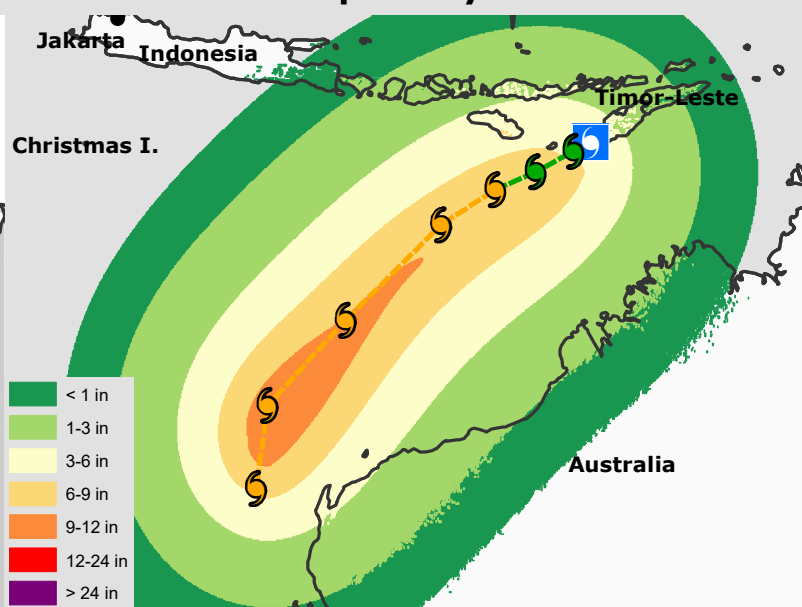 Jakarta
Indonesia
Timor-Leste
Christmas I.
Australia
< 1 in
1-3 in
3-6 in
6-9 in
9-12 in
12-24 in
> 24 in